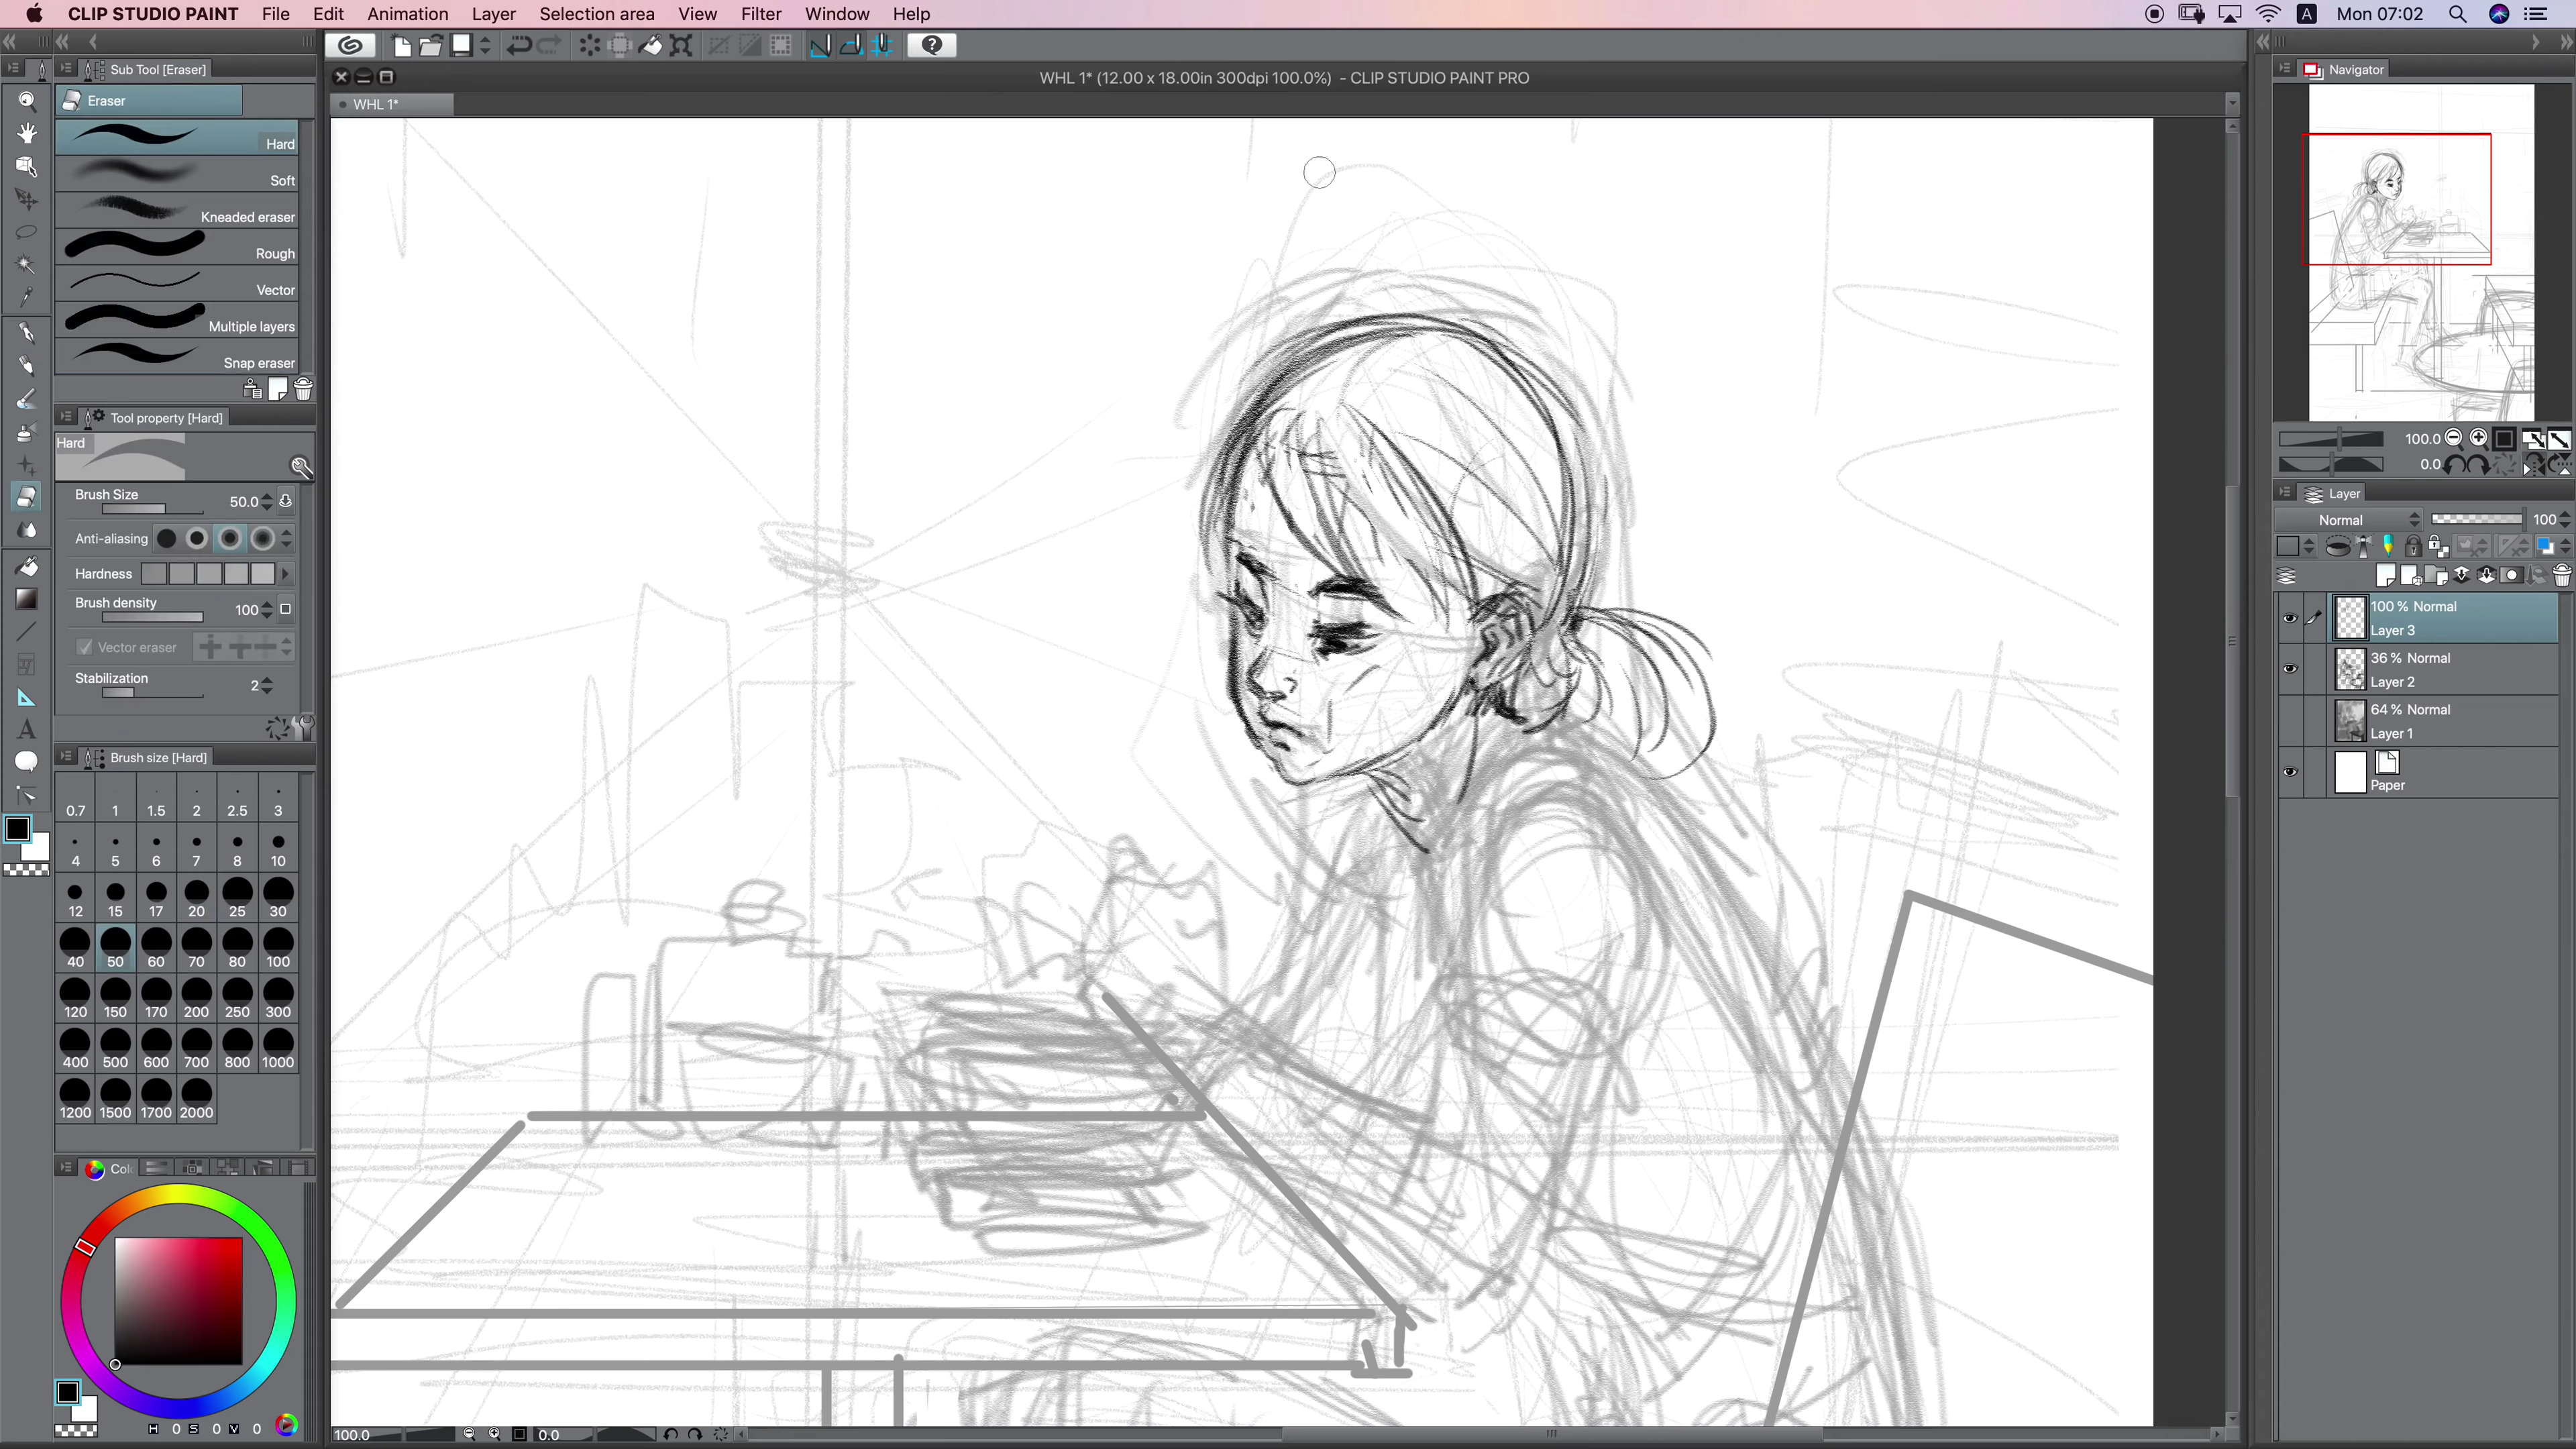 CLIP STUDIO PAINT File Edit Animation Layer Selection area View Filter Window Help
A Mon 07:02
Sub Tool [Eraser]
Eraser
Hard
Soft
Kneaded eraser
Rough
Vector
Multiple layers
Snap eraser
Tool property [Hard]
Hard
Brush Size 50.0
Anti-aliasing
Hardness
Brush density 100
Vector eraser
Stabilization 2
Brush size [Hard]
0.7 1 1.5 2 2.5 3
4 5 6 7 8 10
12 15 17 20 25 30
40 50 60 70 80 100
120 150 170 200 250 300
400 500 600 700 800 1000
1200 1500 1700 2000
Col
H 0 S 0 V 0
WHL 1* (12.00 x 18.00in 300dpi 100.0%) - CLIP STUDIO PAINT PRO
WHL 1*
100.0 0.0
Navigator
100.0
0.0
Layer
Normal 100
100 % Normal
Layer 3
36 % Normal
Layer 2
64 % Normal
Layer 1
Paper